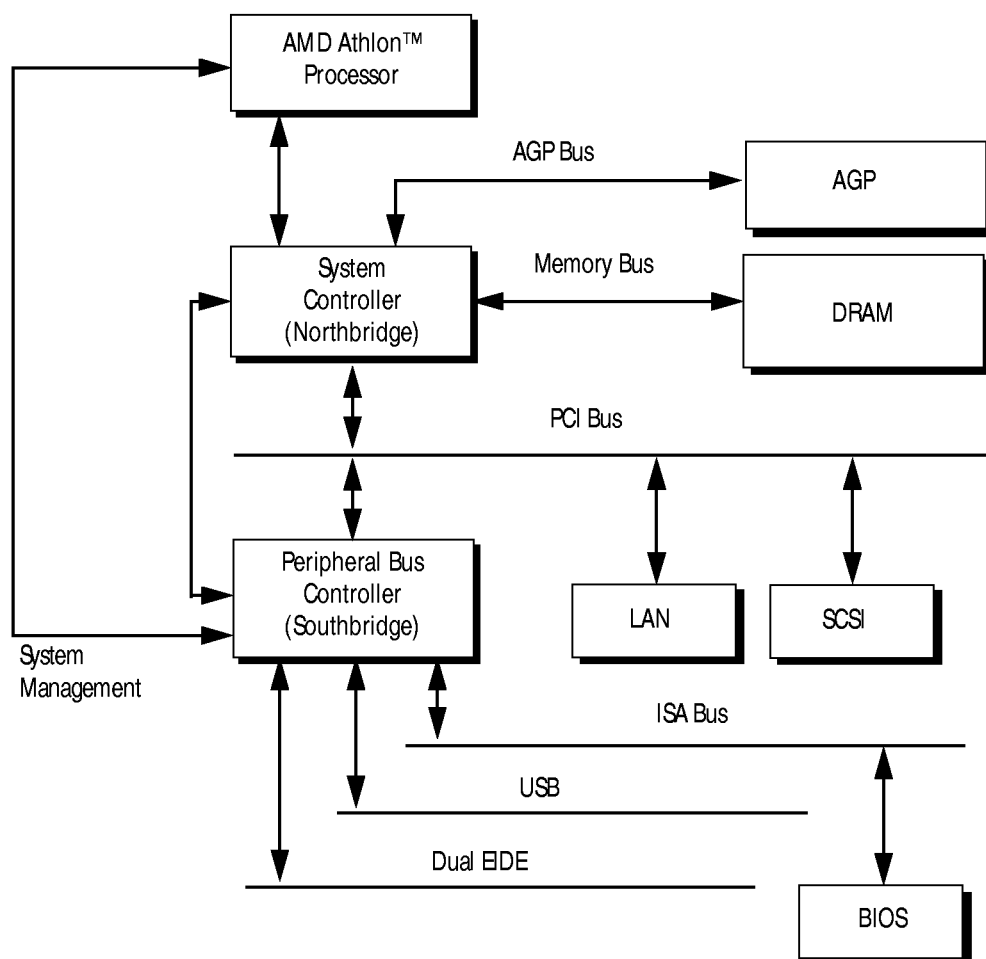 AMD Athlon™
Processor
AGP Bus
AGP
System
Controller
(Northbridge)
Memory Bus
DRAM
PCI Bus
Peripheral Bus
Controller
(Southbridge)
LAN
SCSI
System
Management
ISA Bus
USB
Dual EIDE
BIOS